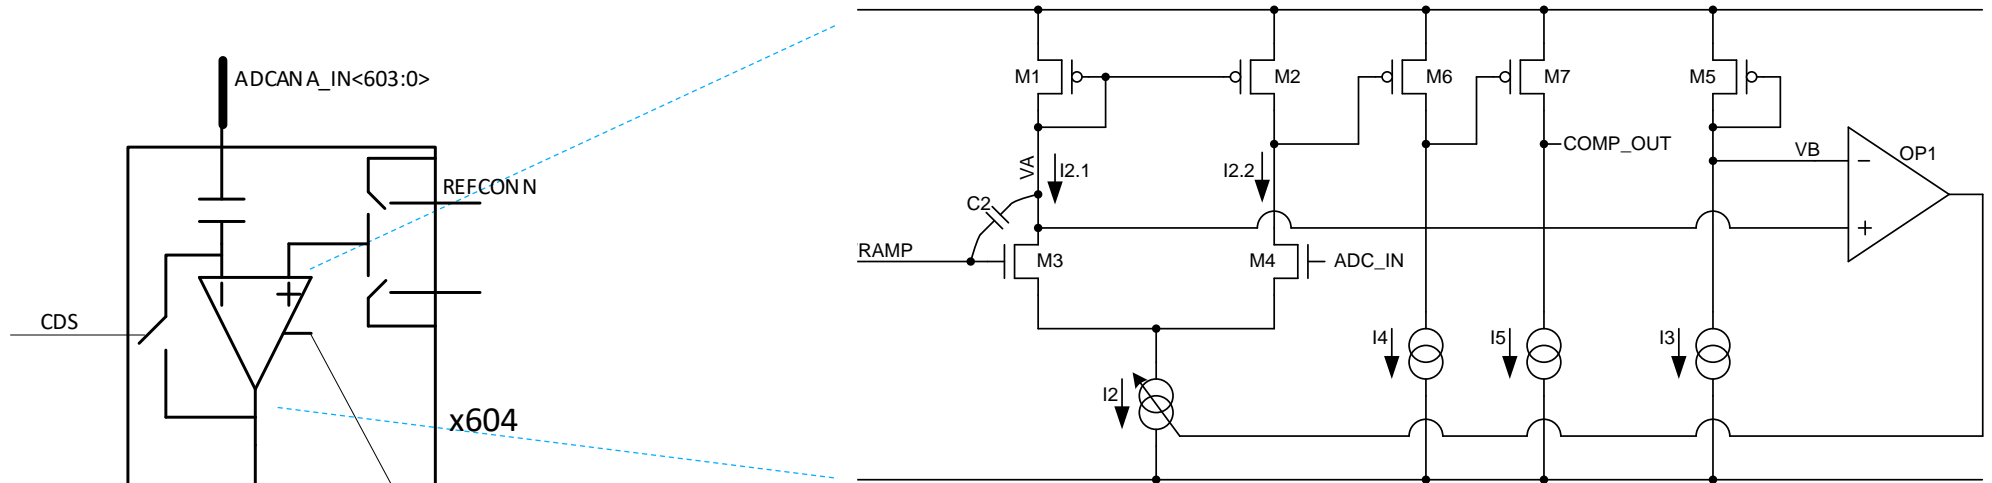 ADCANA_IN<603:0>
REFCONN
CDS
x604
M1
M2
M6
M7
M5
COMP_OUT
VB
OP1
VA
I2.1
I2.2
C2
RAMP
M3
M4
ADC_IN
I4
I5
I3
I2